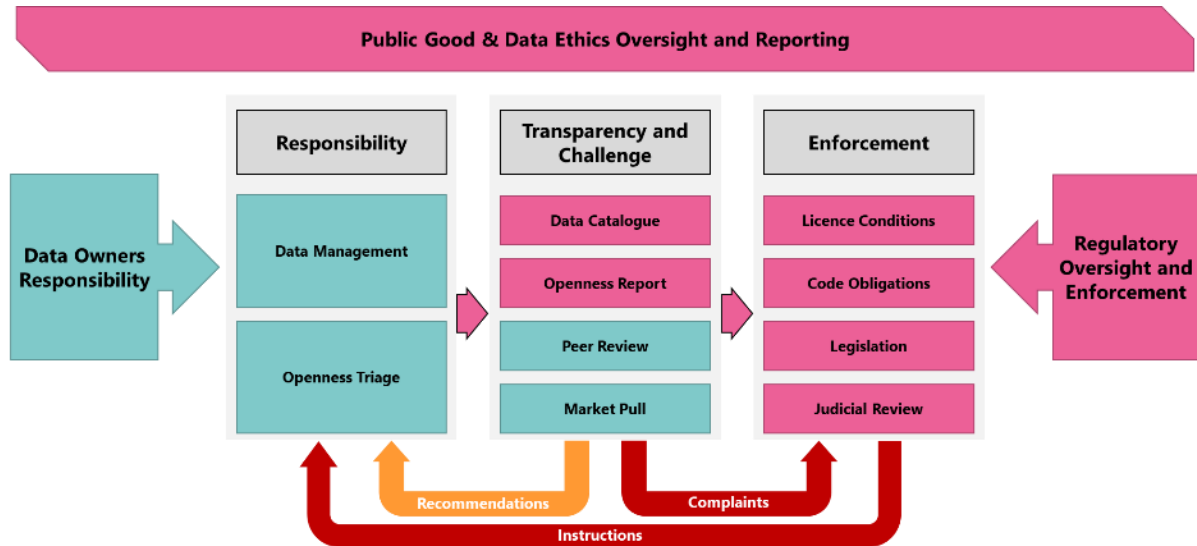 Public Good & Data Ethics Oversight and Reporting
Responsibility
Transparency and
Challenge
Enforcement
Data Owners
Responsibility
Data Management
Openness Triage
Data Catalogue
Openness Report
Peer Review
Market Pull
Licence Conditions
Code Obligations
Legislation
Judicial Review
Regulatory
Oversight and
Enforcement
Recommendations
Complaints
Instructions